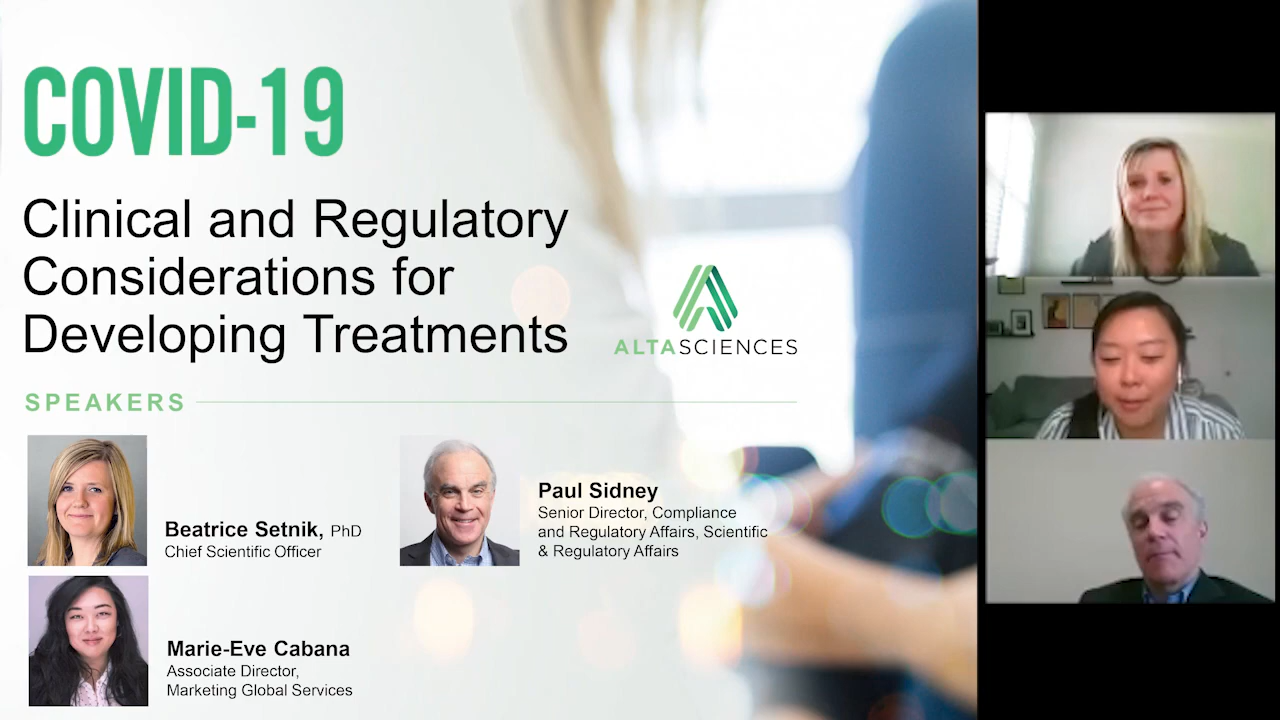 COVID-19
Clinical and Regulatory
Considerations for
Developing Treatments
ALTASCIENCES
SPEAKERS
Beatrice Setnik, PhD
Chief Scientific Officer
Paul Sidney
Senior Director, Compliance
and Regulatory Affairs, Scientific
& Regulatory Affairs
Marie-Eve Cabana
Associate Director,
Marketing Global Services